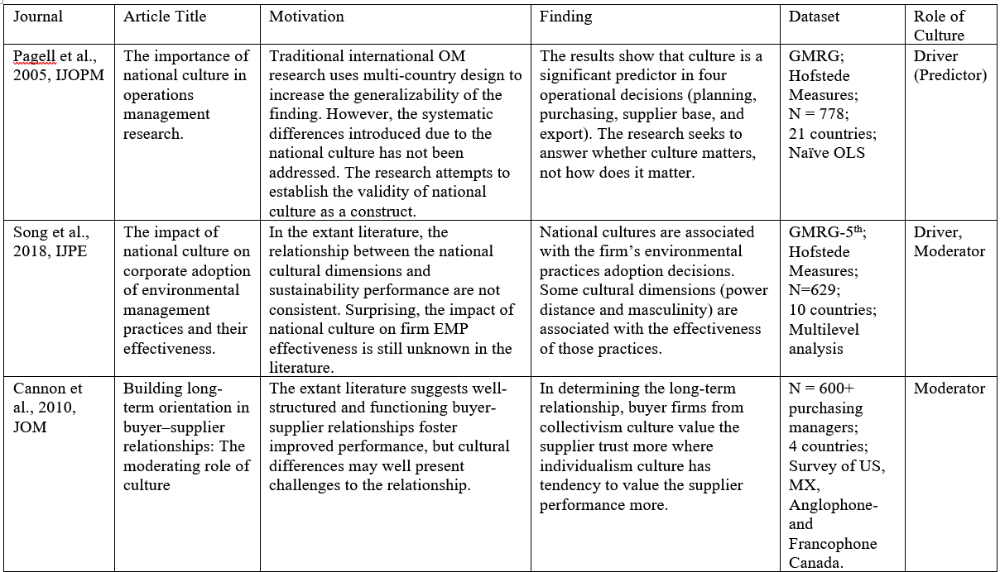 Journal
Article Title
Motivation
Finding
Dataset
Role of
Culture
Pagell et al.,
2005, IJOPM
The importance of
national culture in
operations
management
research.
Traditional international OM
research uses multi-country design to
increase the generalizability of the
finding. However, the systematic
differences introduced due to the
national culture has not been
addressed. The research attempts to
establish the validity of national
culture as a construct.
The results show that culture is a
significant predictor in four
operational decisions (planning,
purchasing, supplier base, and
export). The research seeks to
answer whether culture matters,
not how does it matter.
GMRG;
Hofstede
Measures;
N = 778;
21 countries;
Naïve OLS
Driver
(Predictor)
Song et al.,
2018, IJPE
The impact of
national culture on
corporate adoption
of environmental
management
practices and their
effectiveness.
In the extant literature, the
relationship between the national
cultural dimensions and
sustainability performance are not
consistent. Surprising, the impact of
national culture on firm EMP
effectiveness is still unknown in the
literature.
National cultures are associated
with the firm’s environmental
practices adoption decisions.
Some cultural dimensions (power
distance and masculinity) are
associated with the effectiveness
of those practices.
GMRG-5th;
Hofstede
Measures;
N=629;
10 countries;
Multilevel
analysis
Driver,
Moderator
Cannon et
al., 2010,
JOM
Building long-
term orientation in
buyer–supplier
relationships: The
moderating role of
culture
The extant literature suggests well-
structured and functioning buyer-
supplier relationships foster
improved performance, but cultural
differences may well present
challenges to the relationship.
In determining the long-term
relationship, buyer firms from
collectivism culture value the
supplier trust more where
individualism culture has
tendency to value the supplier
performance more.
N = 600+
purchasing
managers;
4 countries;
Survey of US,
MX,
Anglophone-
and
Francophone
Canada.
Moderator